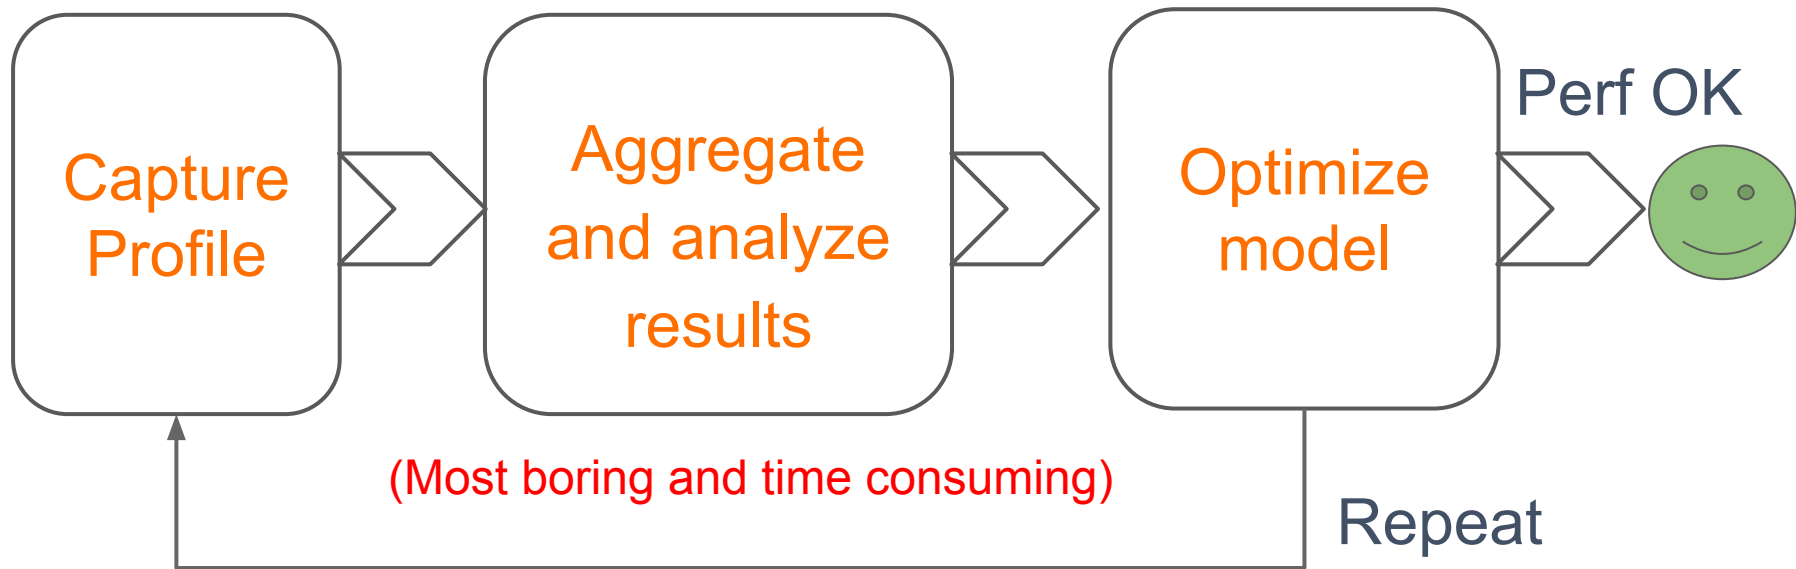 Capture
Profile
Aggregate
and analyze
results
Optimize
model
Perf OK
(Most boring and time consuming)
Repeat